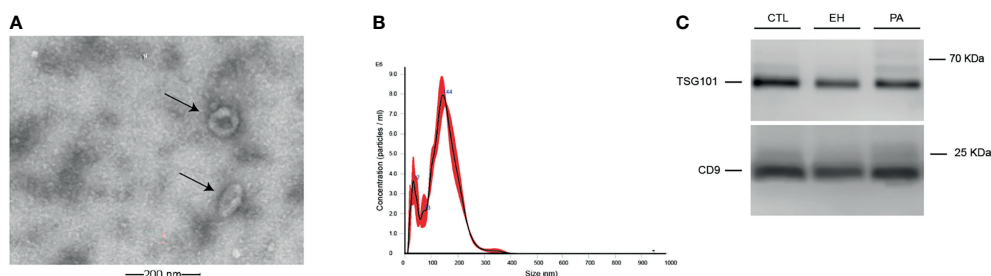 A
200 nm
B
E6
Concentration (particles / ml)
9.0
8.0
7.0
6.0
5.0
4.0
3.0
2.0
1.0
0
0 100 200 300 400 500 600 700 800 900 1000
Size (nm)
C
CTL EH PA
TSG101
70 KDa
CD9
25 KDa